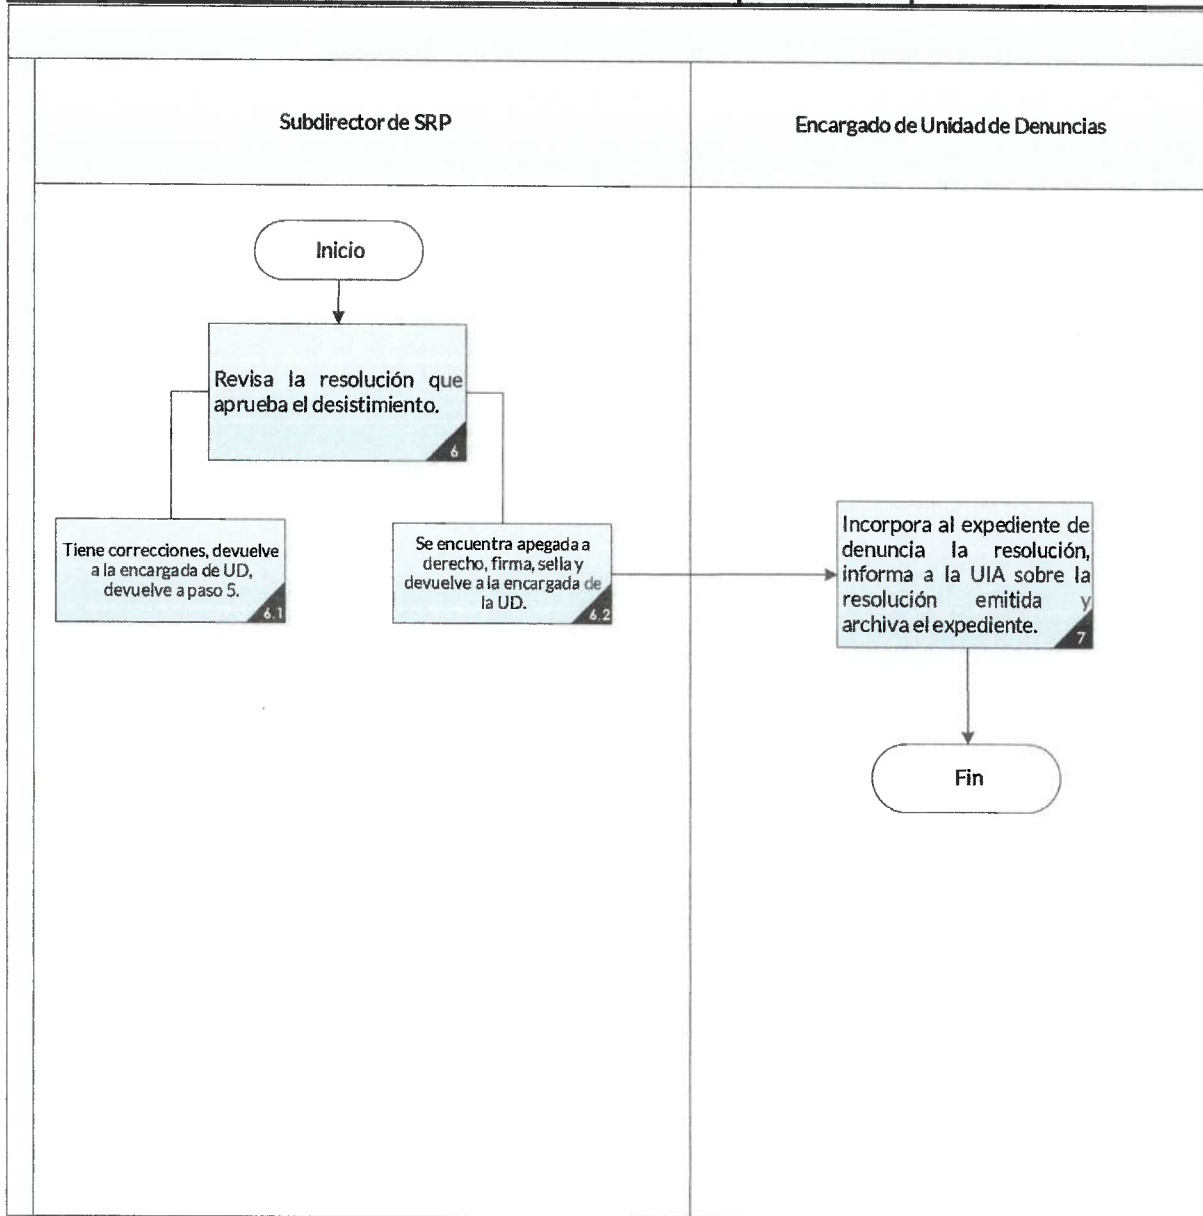 Subdirector de SRP
Encargado de Unidad de Denuncias
Inicio
Revisa la resolución que
aprueba el desistimiento.
6
Tiene correcciones, devuelve
a la encargada de UD,
devuelve a paso 5.
6.1
Se encuentra apegada a
derecho, firma, sella y
devuelve a la encargada de
la UD.
6.2
Incorpora al expediente de
denuncia la resolución,
informa a la UIA sobre la
resolución emitida y
archiva el expediente.
7
Fin